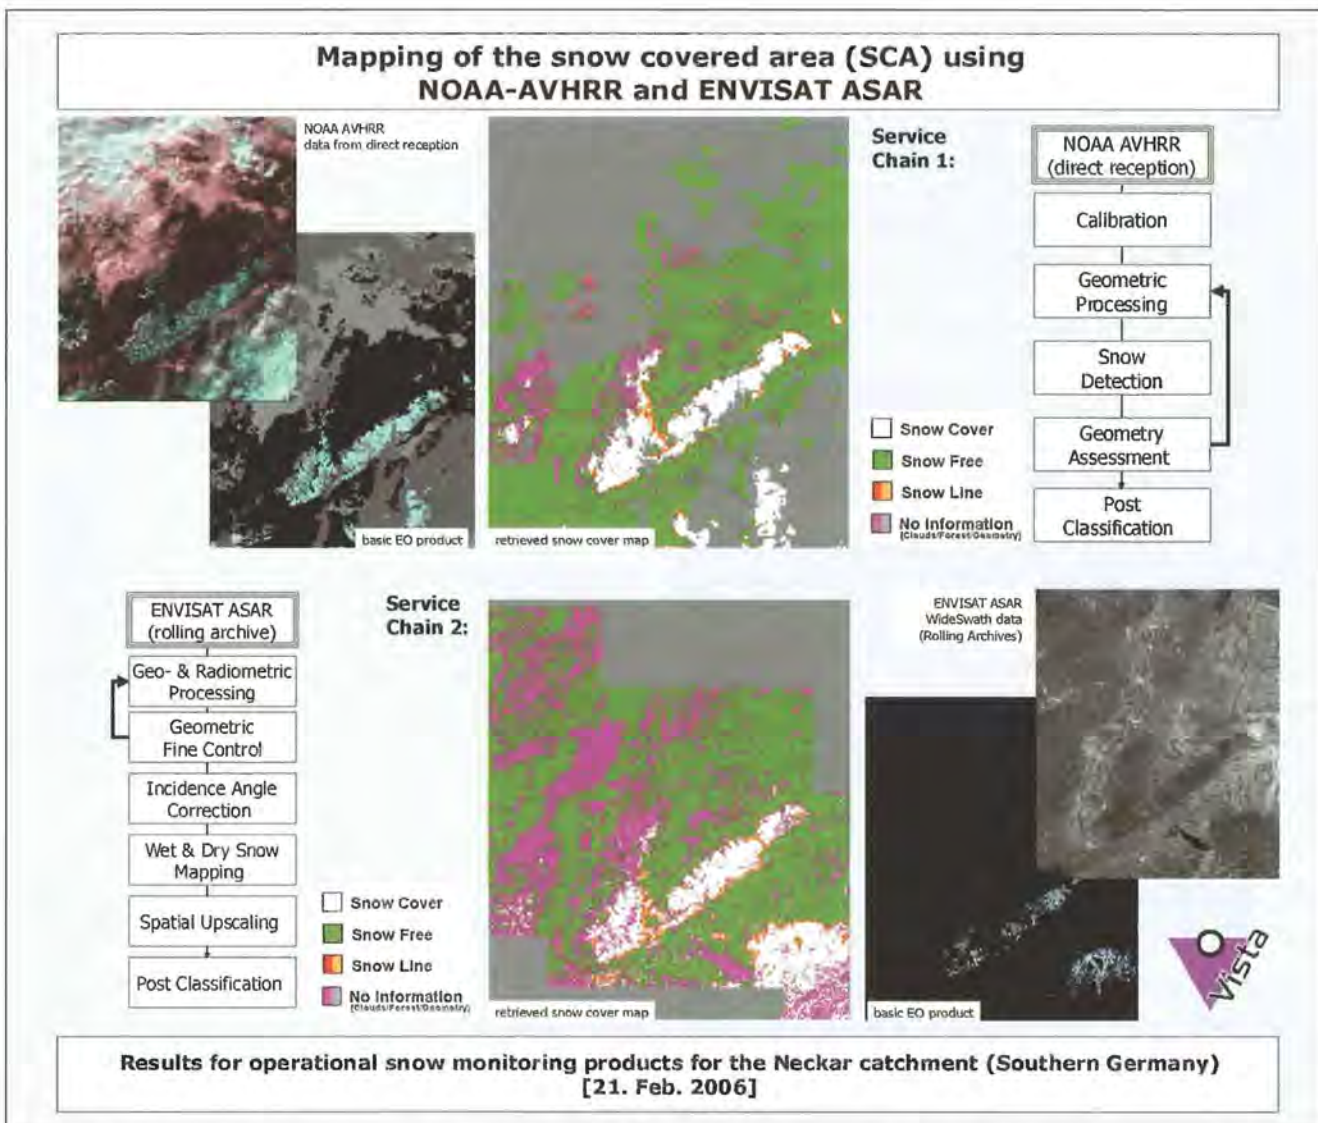 Mapping of the snow covered area (SCA) using
NOAA-AVHRR and ENVISAT ASAR
NOAA AVHRR
data from direct reception
basic EO product
retrieved snow cover map
Service
Chain 1:
Snow Cover
Snow Free
Snow Line
No Information
(Clouds/Forest/Geometry)
NOAA AVHRR
(direct reception)
Calibration
Geometric
Processing
Snow
Detection
Geometry
Assessment
Post
Classification
ENVISAT ASAR
(rolling archive)
Geo- & Radiometric
Processing
Geometric
Fine Control
Incidence Angle
Correction
Wet & Dry Snow
Mapping
Spatial Upscaling
Post Classification
Service
Chain 2:
Snow Cover
Snow Free
Snow Line
No Information
(Clouds/Forest/Geometry)
retrieved snow cover map
ENVISAT ASAR
WideSwath data
(Rolling Archives)
basic EO product
Vista
Results for operational snow monitoring products for the Neckar catchment (Southern Germany)
[21. Feb. 2006]